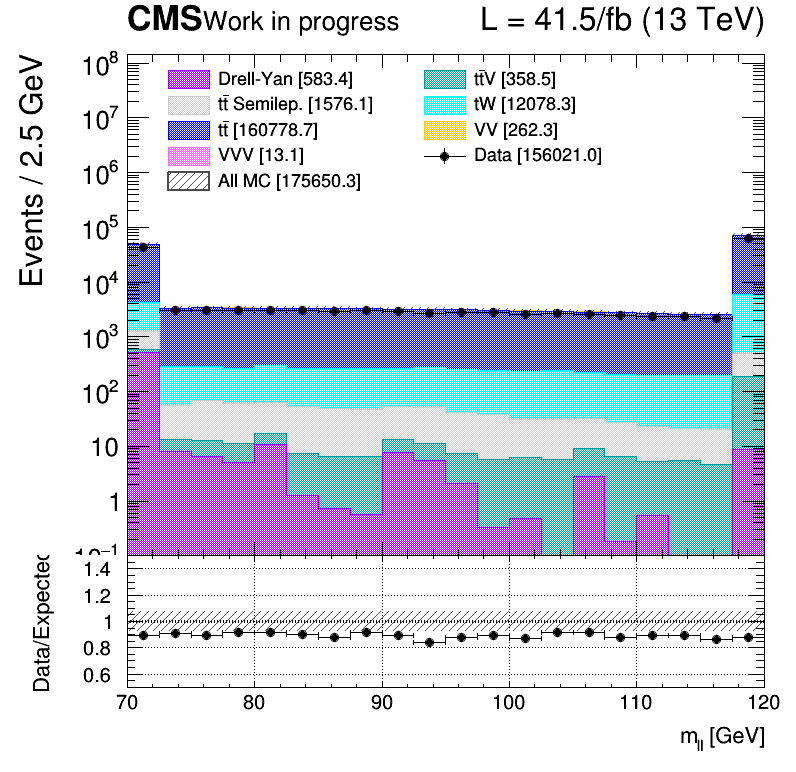 CMS Work in progress L = 41.5/fb (13 TeV)
Events / 2.5 GeV
Drell-Yan [583.4]
tt̄ Semilep. [1576.1]
tt̄ [160778.7]
VVV [13.1]
All MC [175650.3]
tt̄V [358.5]
tW [12078.3]
VV [262.3]
Data [156021.0]
10⁸
10⁷
10⁶
10⁵
10⁴
10³
10²
10
1
10⁻¹
Data/Expected
1.4
1.2
1
0.8
0.6
70 80 90 100 110 120
m_ll [GeV]